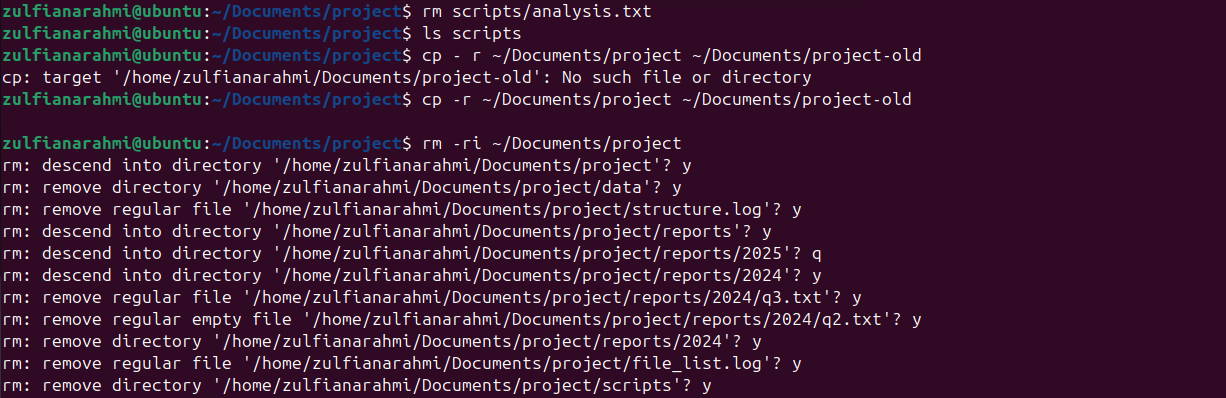 zulfianarahmi@ubuntu:~/Documents/project$ rm scripts/analysis.txt
zulfianarahmi@ubuntu:~/Documents/project$ ls scripts
zulfianarahmi@ubuntu:~/Documents/project$ cp - r ~/Documents/project ~/Documents/project-old
cp: target '/home/zulfianarahmi/Documents/project-old': No such file or directory
zulfianarahmi@ubuntu:~/Documents/project$ cp -r ~/Documents/project ~/Documents/project-old
zulfianarahmi@ubuntu:~/Documents/project$ rm -ri ~/Documents/project
rm: descend into directory '/home/zulfianarahmi/Documents/project'? y
rm: remove directory '/home/zulfianarahmi/Documents/project/data'? y
rm: remove regular file '/home/zulfianarahmi/Documents/project/structure.log'? y
rm: descend into directory '/home/zulfianarahmi/Documents/project/reports'? y
rm: descend into directory '/home/zulfianarahmi/Documents/project/reports/2025'? q
rm: descend into directory '/home/zulfianarahmi/Documents/project/reports/2024'? y
rm: remove regular file '/home/zulfianarahmi/Documents/project/reports/2024/q3.txt'? y
rm: remove regular empty file '/home/zulfianarahmi/Documents/project/reports/2024/q2.txt'? y
rm: remove directory '/home/zulfianarahmi/Documents/project/reports/2024'? y
rm: remove regular file '/home/zulfianarahmi/Documents/project/file_list.log'? y
rm: remove directory '/home/zulfianarahmi/Documents/project/scripts'? y